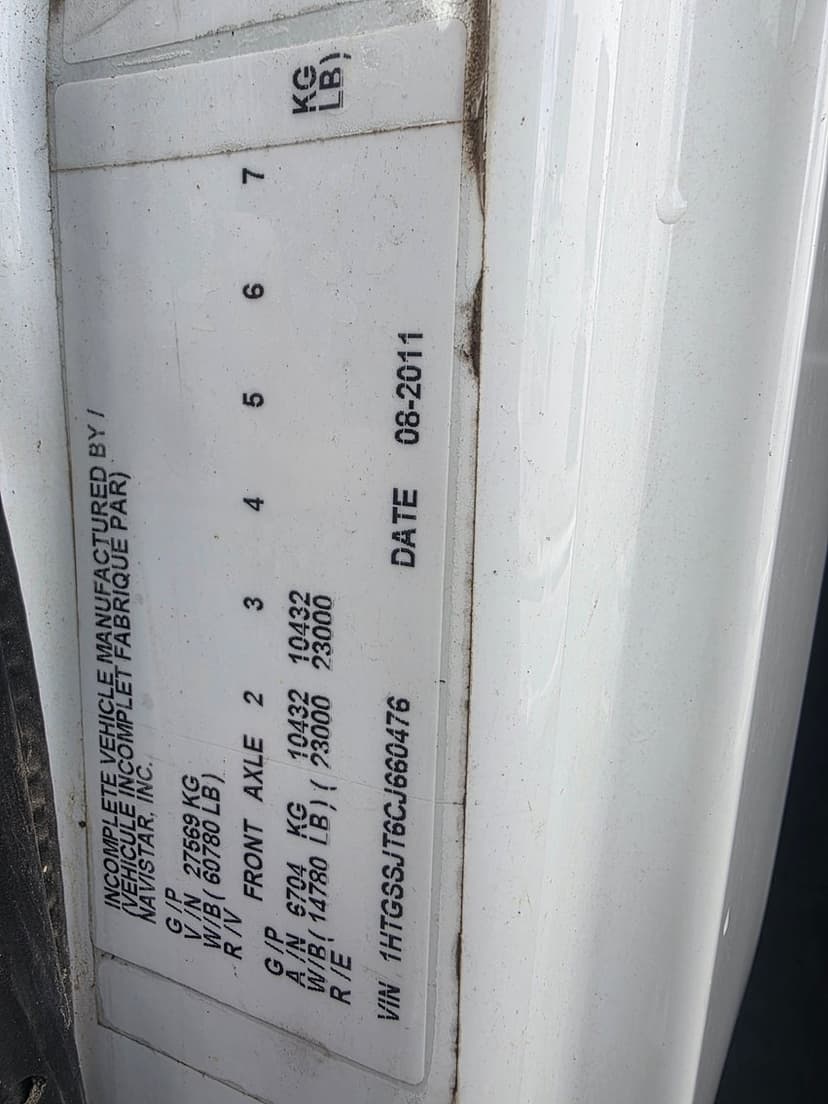 INCOMPLETE VEHICLE MANUFACTURED BY /
(VEHICULE INCOMPLET FABRIQUE PAR)
NAVISTAR, INC.
G / P
V / N 27569 KG
W/B ( 60780 LB )
R / V
FRONT AXLE 2 3 4 5 6 7
G / P
A / N 6704 KG 10432 10432 KG
W/B ( 14780 LB ) ( 23000 23000 LB )
R / E
VIN 1HTGSSJT6CJ660476 DATE 08-2011